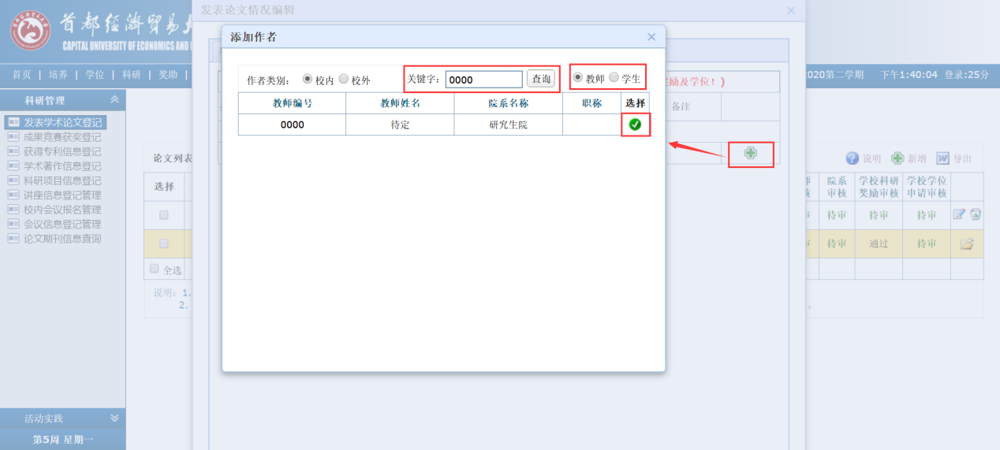 发表论文情况编辑
首都经济贸易大
CAPITAL UNIVERSITY OF ECONOMICS AND
首页 | 培养 | 学位 | 科研 | 奖助 |
020第二学期 下午1:40:04 登录:25分
科研管理
发表学术论文登记
成果竞赛获奖登记
获得专利信息登记
学术著作信息登记
科研项目信息登记
讲座信息登记管理
校内会议报名管理
会议信息登记管理
论文期刊信息查询
活动实践
第5周 星期一
添加作者
作者类别: 校内 校外 关键字: 0000 查询 教师 学生
教师编号 教师姓名 院系名称 职称 选择
0000 待定 研究生院
励及学位!)
备注
论文列表
说明 新增 导出
选择 院系审核 学校科研奖励审核 学校学位申请审核
待审 待审 待审
待审 通过 待审
全选
说明: 1.
2.